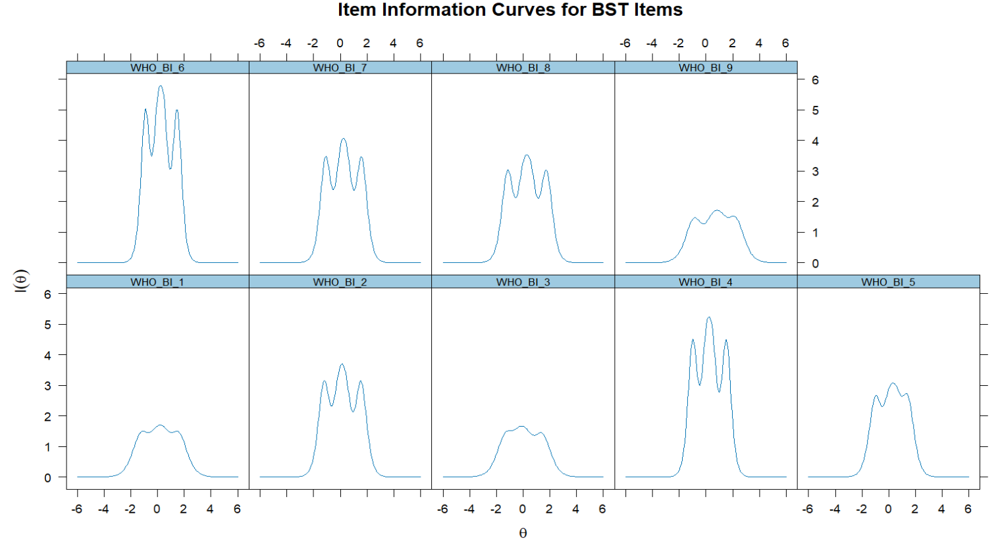 Item Information Curves for BST Items
-6 -4 -2 0 2 4 6 -6 -4 -2 0 2 4 6
WHO_BI_6 WHO_BI_7 WHO_BI_8 WHO_BI_9
6
5
4
3
2
1
0
I(θ)
WHO_BI_1 WHO_BI_2 WHO_BI_3 WHO_BI_4 WHO_BI_5
6
5
4
3
2
1
0
-6 -4 -2 0 2 4 6 -6 -4 -2 0 2 4 6 -6 -4 -2 0 2 4 6
θ